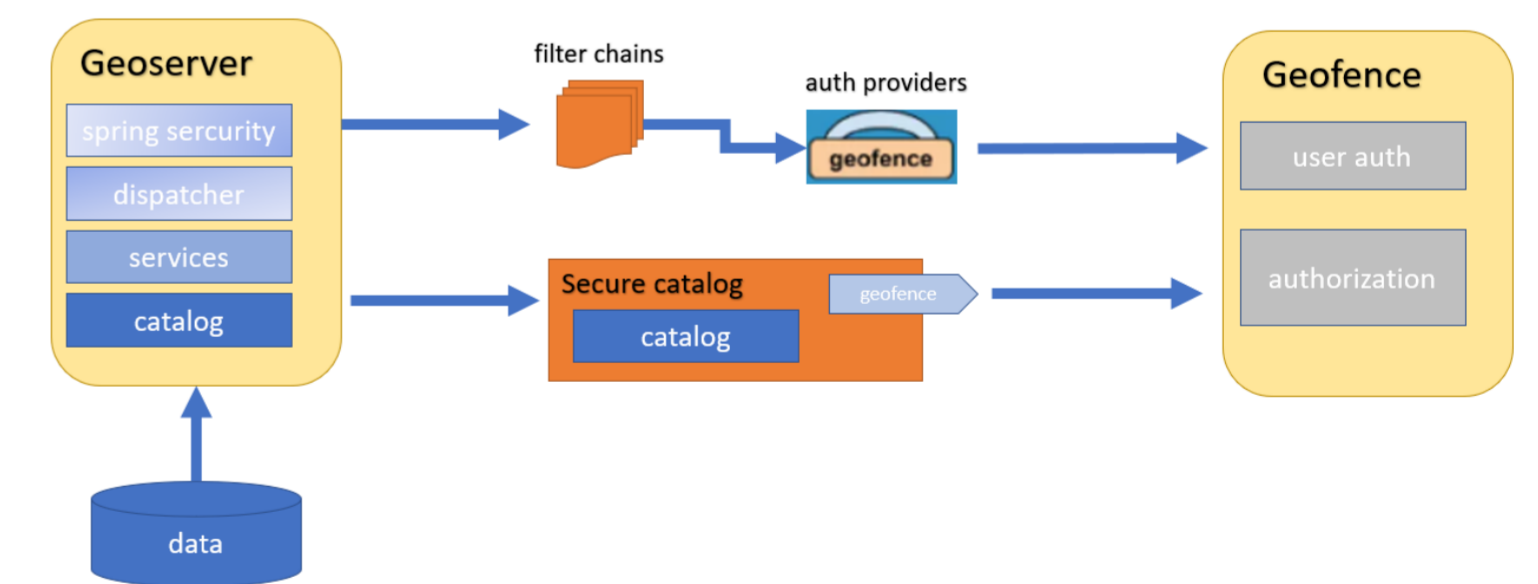 Geoserver
spring sercurity
dispatcher
services
catalog
data
filter chains
auth providers
geofence
Secure catalog
geofence
catalog
Geofence
user auth
authorization